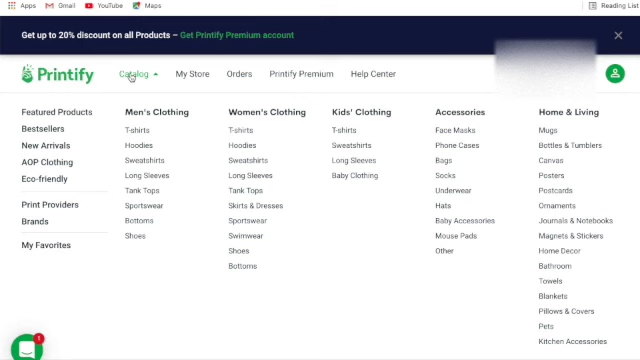 Apps Gmail YouTube Maps Reading List
Get up to 20% discount on all Products – Get Printify Premium account
Printify Catalog My Store Orders Printify Premium Help Center
Featured Products
Bestsellers
New Arrivals
AOP Clothing
Eco-friendly
Print Providers
Brands
My Favorites
Men's Clothing
T-shirts
Hoodies
Sweatshirts
Long Sleeves
Tank Tops
Sportswear
Bottoms
Shoes
Women's Clothing
T-shirts
Hoodies
Sweatshirts
Long Sleeves
Tank Tops
Skirts & Dresses
Sportswear
Swimwear
Shoes
Bottoms
Kids' Clothing
T-shirts
Sweatshirts
Long Sleeves
Baby Clothing
Accessories
Face Masks
Phone Cases
Bags
Socks
Underwear
Hats
Baby Accessories
Mouse Pads
Other
Home & Living
Mugs
Bottles & Tumblers
Canvas
Posters
Postcards
Ornaments
Journals & Notebooks
Magnets & Stickers
Home Decor
Bathroom
Towels
Blankets
Pillows & Covers
Pets
Kitchen Accessories
1